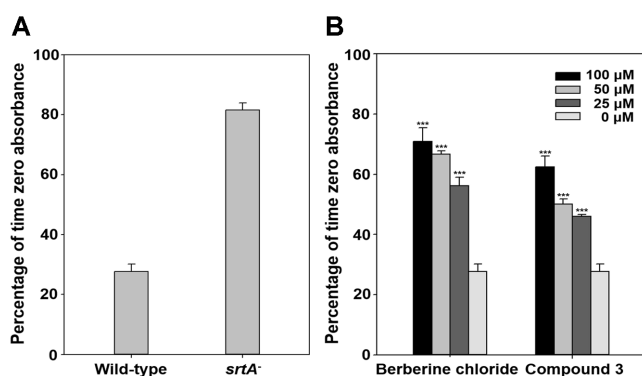 A
Percentage of time zero absorbance
100
80
60
40
20
0
Wild-type
srtA-
B
Percentage of time zero absorbance
100
80
60
40
20
0
100 µM
50 µM
25 µM
0 µM
***
***
***
***
***
***
Berberine chloride
Compound 3